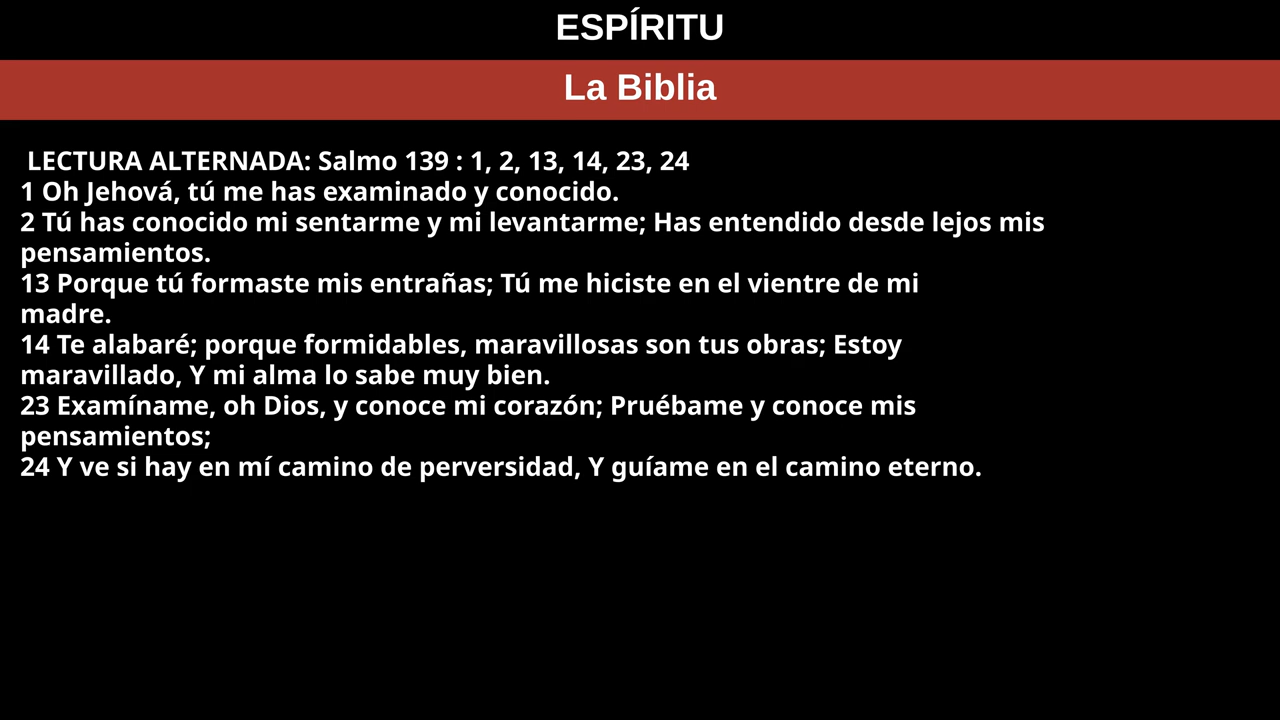 ESPÍRITU
La Biblia
LECTURA ALTERNADA: Salmo 139 : 1, 2, 13, 14, 23, 24
1 Oh Jehová, tú me has examinado y conocido.
2 Tú has conocido mi sentarme y mi levantarme; Has entendido desde lejos mis
pensamientos.
13 Porque tú formaste mis entrañas; Tú me hiciste en el vientre de mi
madre.
14 Te alabaré; porque formidables, maravillosas son tus obras; Estoy
maravillado, Y mi alma lo sabe muy bien.
23 Examíname, oh Dios, y conoce mi corazón; Pruébame y conoce mis
pensamientos;
24 Y ve si hay en mí camino de perversidad, Y guíame en el camino eterno.